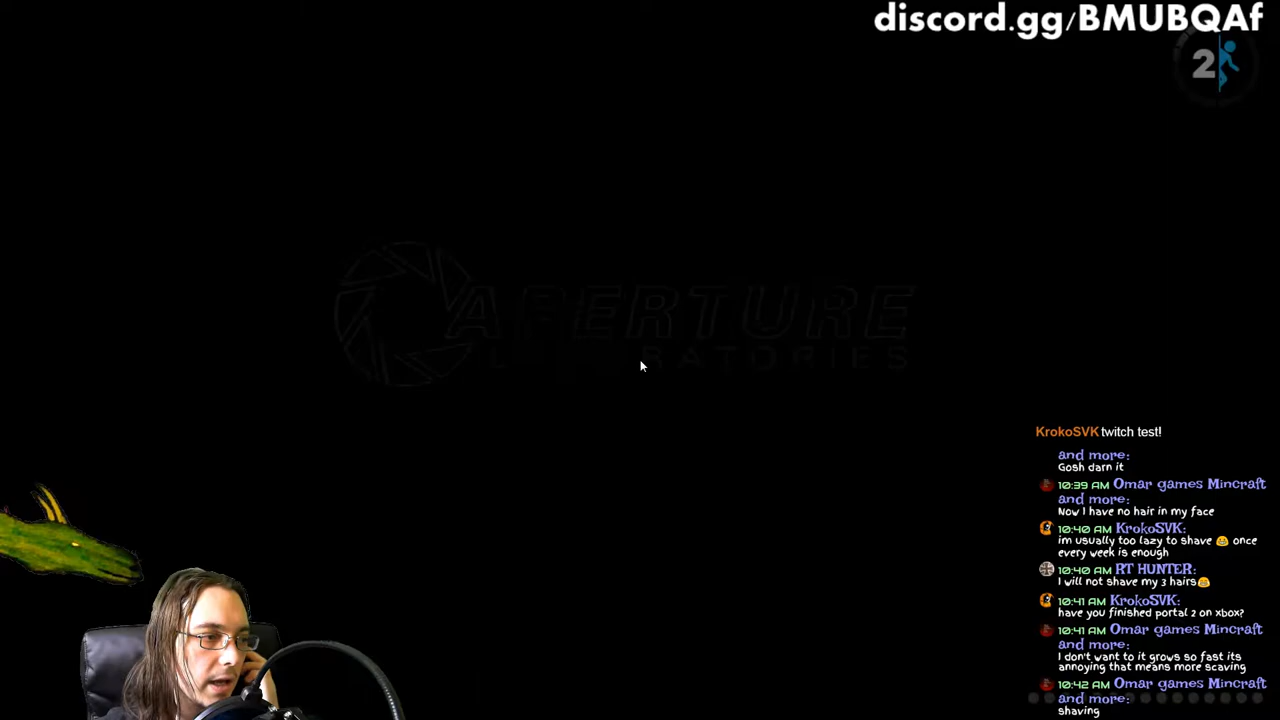 discord.gg/BMUBQAf
2
APERTURE
LABORATORIES
KrokoSVK twitch test!
and more:
Gosh darn it
10:39 AM Omar games Mincraft
and more:
Now I have no hair in my face
10:40 AM KrokoSVK:
im usually too lazy to shave 😂 once
every week is enough
10:40 AM RT HUNTER:
I will not shave my 3 hairs😂
10:41 AM KrokoSVK:
have you finished portal 2 on xbox?
10:41 AM Omar games Mincraft
and more:
I don't want to it grows so fast its
annoying that means more scaving
10:42 AM Omar games Mincraft
and more:
shaving